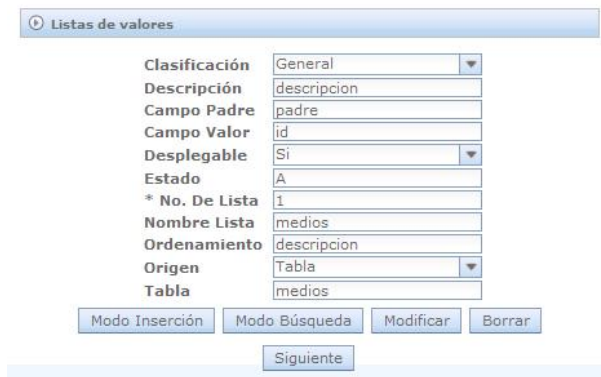 Listas de valores
Clasificación General
Descripción descripcion
Campo Padre padre
Campo Valor id
Desplegable Si
Estado A
* No. De Lista 1
Nombre Lista medios
Ordenamiento descripcion
Origen Tabla
Tabla medios
Modo Inserción Modo Búsqueda Modificar Borrar
Siguiente